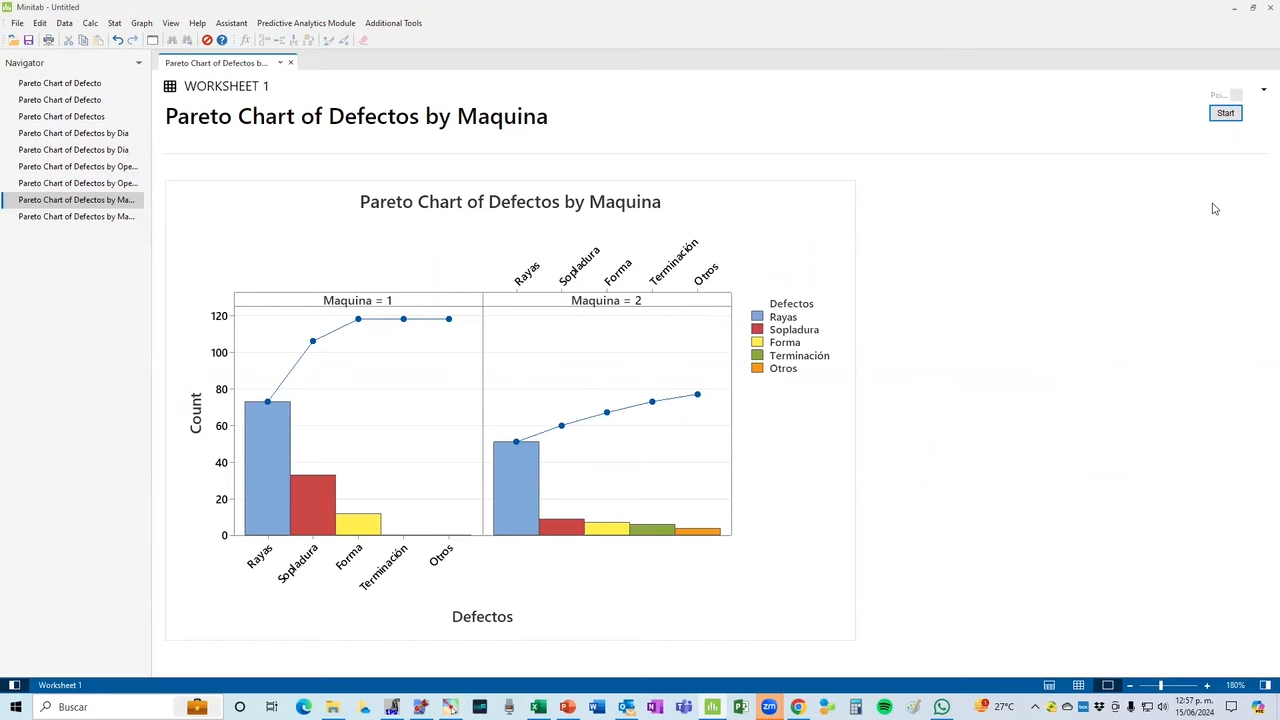 Minitab - Untitled
File Edit Data Calc Stat Graph View Help Assistant Predictive Analytics Module Additional Tools
Navigator
Pareto Chart of Defectos b...
Pareto Chart of Defecto
Pareto Chart of Defecto
Pareto Chart of Defectos
Pareto Chart of Defectos by Dia
Pareto Chart of Defectos by Dia
Pareto Chart of Defectos by Ope...
Pareto Chart of Defectos by Ope...
Pareto Chart of Defectos by Ma...
Pareto Chart of Defectos by Ma...
WORKSHEET 1
Pareto Chart of Defectos by Maquina
Poi...
Start
Pareto Chart of Defectos by Maquina
Rayas Sopladura Forma Terminación Otros
Maquina = 1 Maquina = 2
120
100
80
60
40
20
0
Count
Rayas Sopladura Forma Terminación Otros
Defectos
Defectos
Rayas
Sopladura
Forma
Terminación
Otros
Worksheet 1
180%
Buscar
27°C
12:57 p. m.
15/06/2024